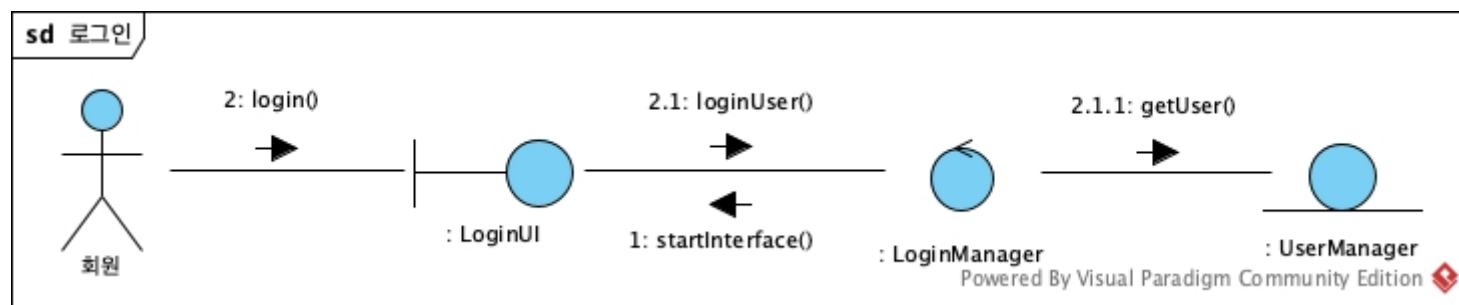 sd 로그인
2: login()
2.1: loginUser()
2.1.1: getUser()
: LoginUI
1: startInterface()
: LoginManager
: UserManager
회원
Powered By Visual Paradigm Community Edition